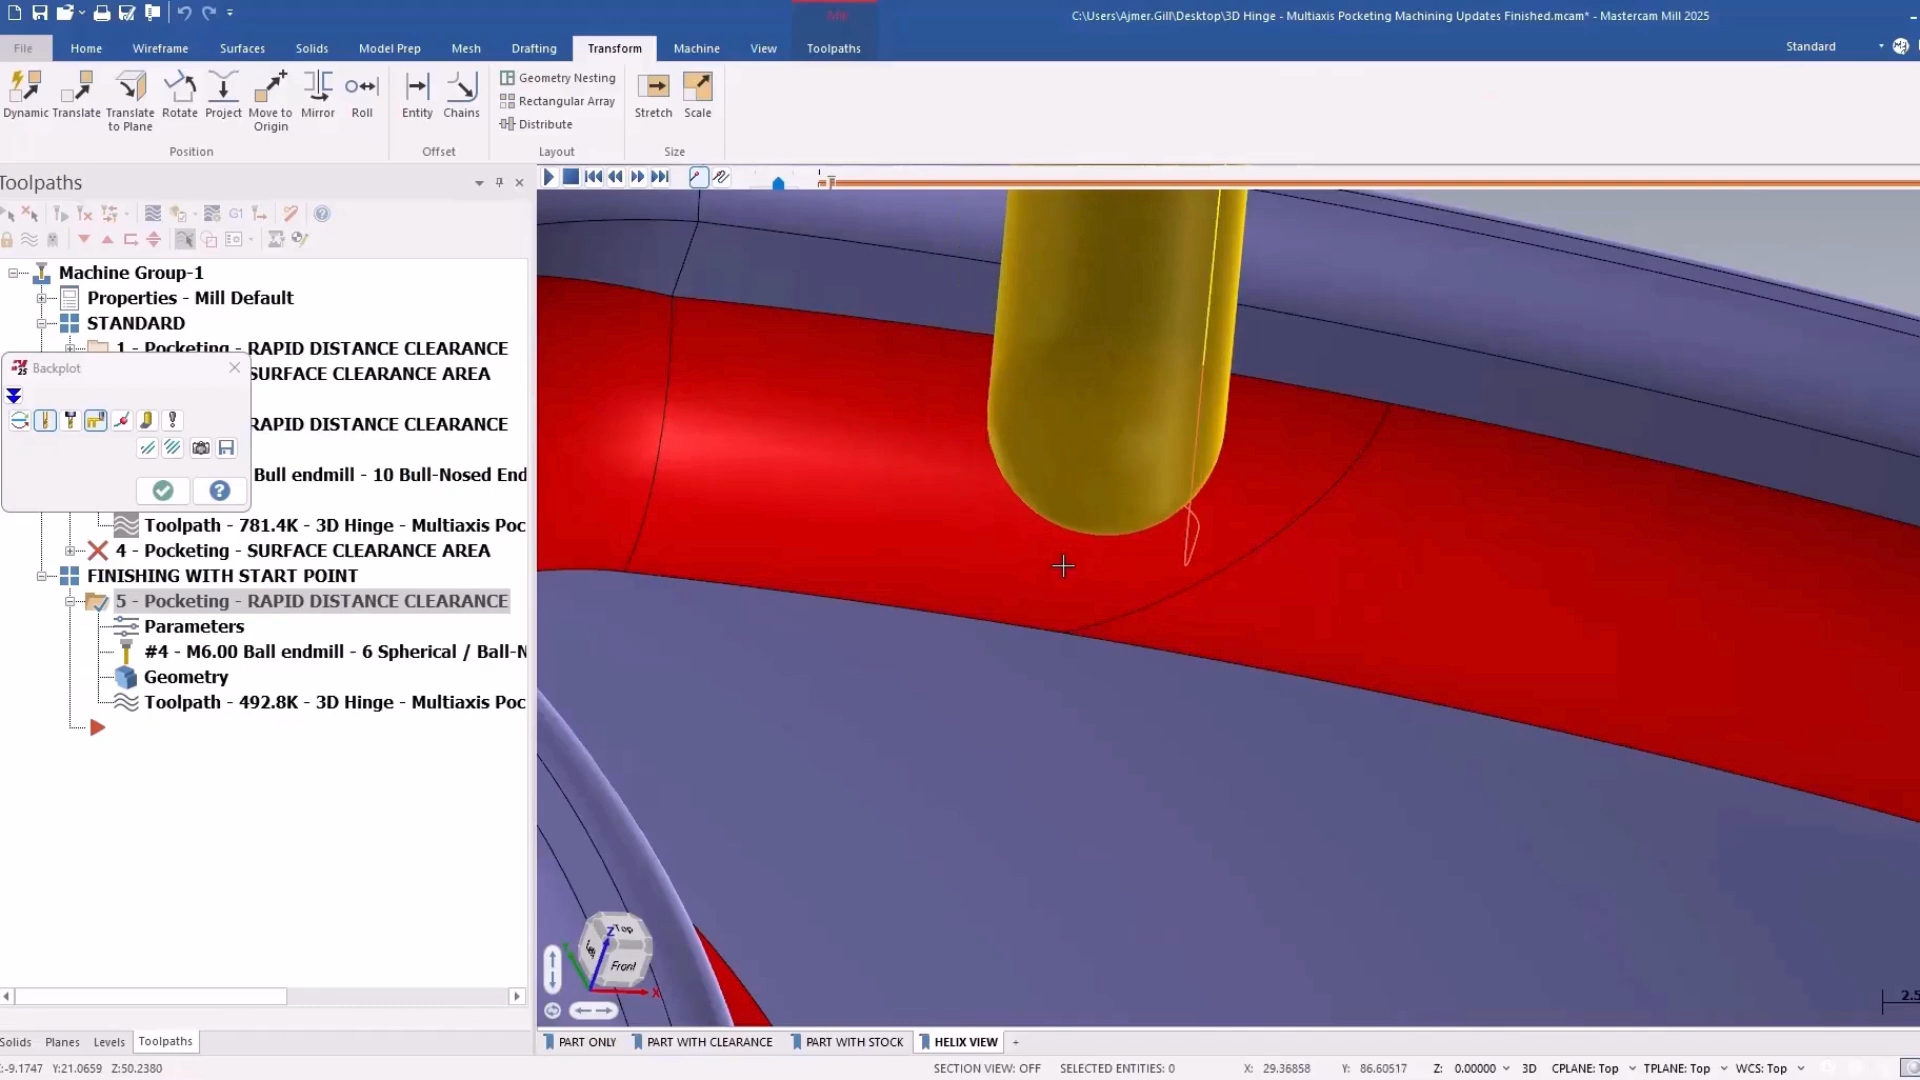 C:\Users\Ajmer.Gill\Desktop\3D Hinge - Multiaxis Pocketing Machining Updates Finished.mcam* - Mastercam Mill 2025
File Home Wireframe Surfaces Solids Model Prep Mesh Drafting Transform Machine View Toolpaths
Standard
Dynamic Translate Translate to Plane Rotate Project Move to Origin Mirror Roll
Entity Chains
Geometry Nesting
Rectangular Array
Distribute
Stretch Scale
Position Offset Layout Size
Toolpaths
G1
Machine Group-1
Properties - Mill Default
STANDARD
1 - Pocketing - RAPID DISTANCE CLEARANCE
Backplot
SURFACE CLEARANCE AREA
RAPID DISTANCE CLEARANCE
Bull endmill - 10 Bull-Nosed End
Toolpath - 781.4K - 3D Hinge - Multiaxis Poc
4 - Pocketing - SURFACE CLEARANCE AREA
FINISHING WITH START POINT
5 - Pocketing - RAPID DISTANCE CLEARANCE
Parameters
#4 - M6.00 Ball endmill - 6 Spherical / Ball-N
Geometry
Toolpath - 492.8K - 3D Hinge - Multiaxis Poc
Top
Front
Z
X
2.5
Solids Planes Levels Toolpaths
PART ONLY PART WITH CLEARANCE PART WITH STOCK HELIX VIEW +
:-9.1747 Y:21.0659 Z:50.2380
SECTION VIEW: OFF SELECTED ENTITIES: 0 X: 29.36858 Y: 86.60517 Z: 0.00000 3D CPLANE: Top TPLANE: Top WCS: Top